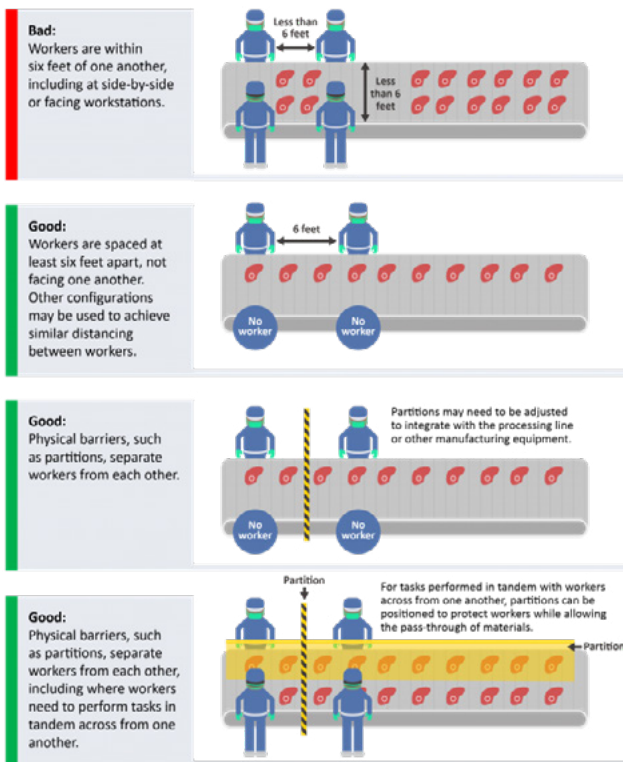 Bad:
Workers are within
six feet of one another,
including at side-by-side
or facing workstations.
Less than
6 feet
Less
than 6
feet
Good:
Workers are spaced at
least six feet apart, not
facing one another.
Other configurations
may be used to achieve
similar distancing
between workers.
6 feet
No
worker
No
worker
Good:
Physical barriers, such
as partitions, separate
workers from each other.
Partitions may need to be adjusted
to integrate with the processing line
or other manufacturing equipment.
No
worker
No
worker
Good:
Physical barriers, such
as partitions, separate
workers from each other,
including where workers
need to perform tasks in
tandem across from one
another.
Partition
For tasks performed in tandem with workers
across from one another, partitions can be
positioned to protect workers while allowing
the pass-through of materials.
Partition